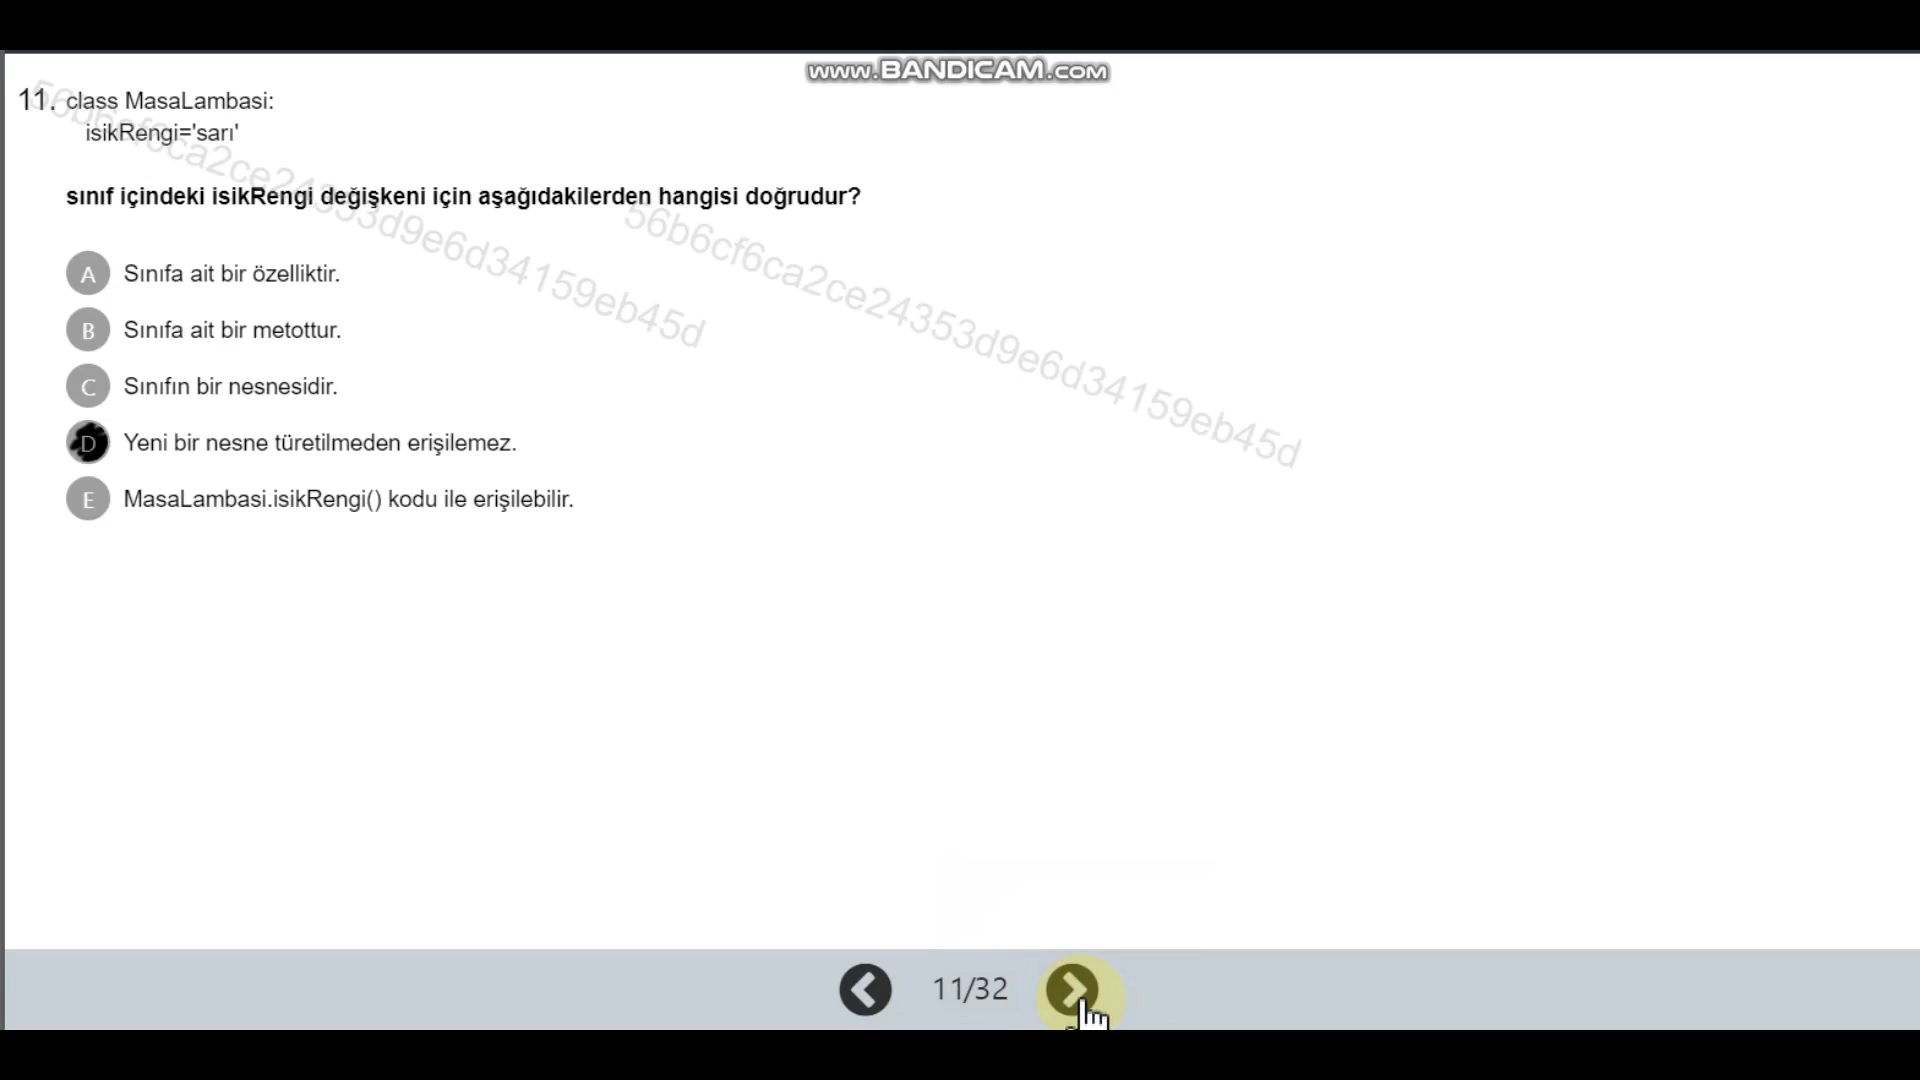 www.BANDICAM.com
11. class MasaLambasi:
isikRengi='sarı'
sınıf içindeki isikRengi değişkeni için aşağıdakilerden hangisi doğrudur?
A Sınıfa ait bir özelliktir.
B Sınıfa ait bir metottur.
C Sınıfın bir nesnesidir.
D Yeni bir nesne türetilmeden erişilemez.
E MasaLambasi.isikRengi() kodu ile erişilebilir.
56b6cf6ca2ce24353d9e6d34159eb45d
56b6cf6ca2ce24353d9e6d34159eb45d
11/32